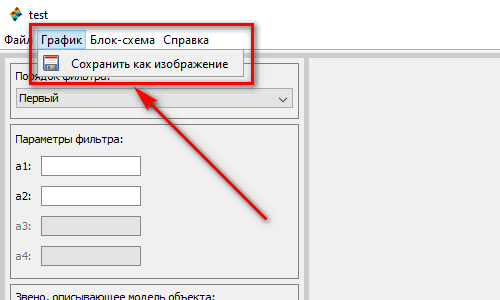 test
Файл График Блок-схема Справка
Сохранить как изображение
Порядок фильтра:
Первый
Параметры фильтра:
a1:
a2:
a3:
a4:
Звено, описывающее модель объекта: